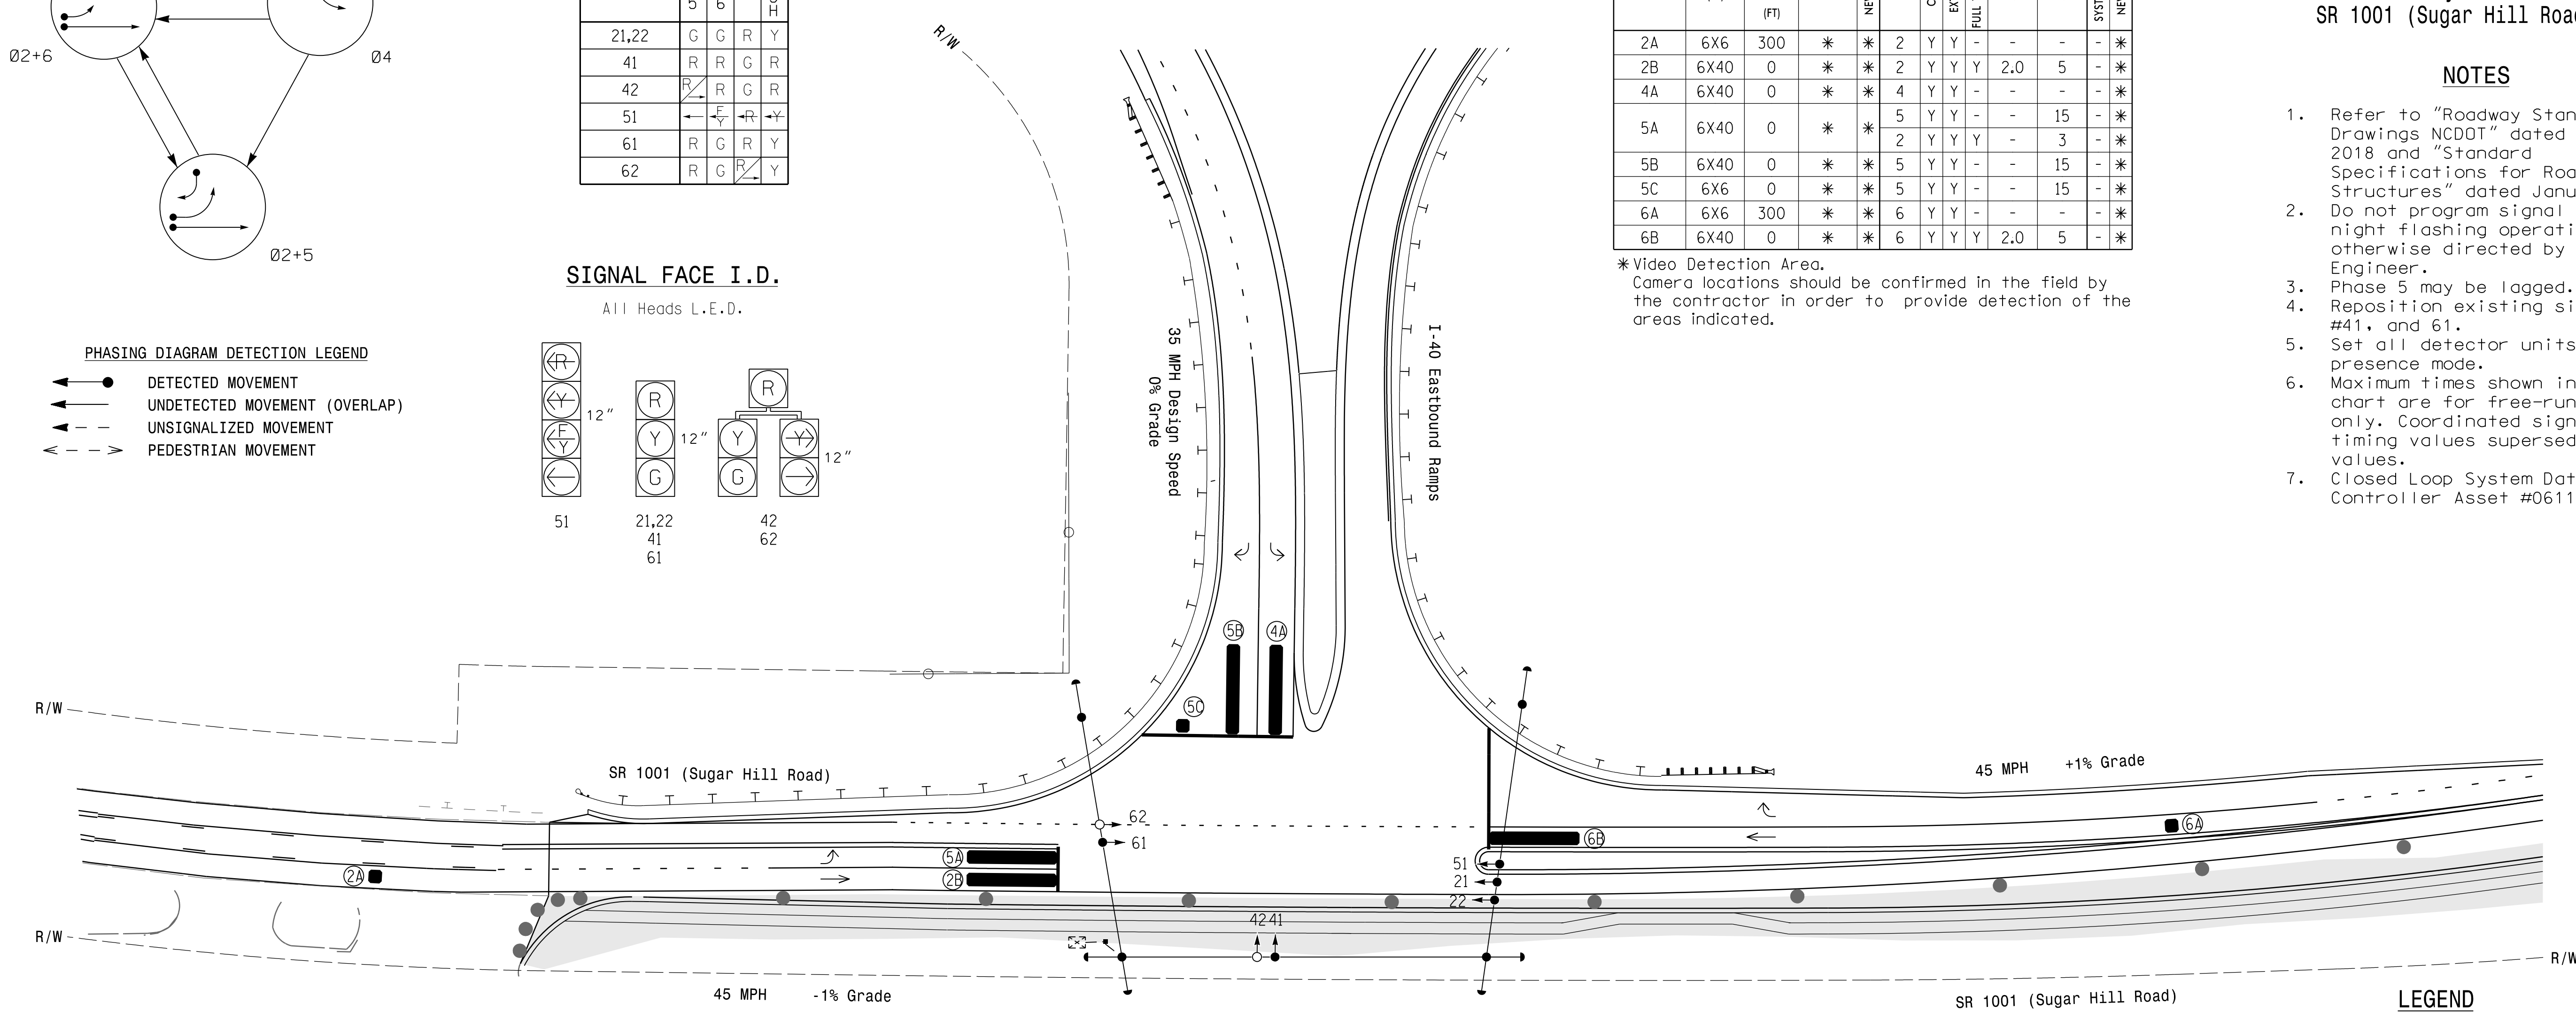 Ø2+6
Ø4
Ø2+5
PHASING DIAGRAM DETECTION LEGEND
DETECTED MOVEMENT
UNDETECTED MOVEMENT (OVERLAP)
UNSIGNALIZED MOVEMENT
PEDESTRIAN MOVEMENT
5 6 H
21,22 G G R Y
41 R R G R
42 R R G R
51 F Y R Y
61 R G R Y
62 R G R Y
SIGNAL FACE I.D.
All Heads L.E.D.
R
Y
F
Y
12"
51
R
Y
G
12"
21,22
41
61
R
Y Y
G
12"
42
62
(FT) NE EX FULL SYST NE
2A 6X6 300 * * 2 Y Y - - - - *
2B 6X40 0 * * 2 Y Y Y 2.0 5 - *
4A 6X40 0 * * 4 Y Y - - - - *
5A 6X40 0 * * 5 Y Y - - 15 - *
2 Y Y Y - 3 - *
5B 6X40 0 * * 5 Y Y - - 15 - *
5C 6X6 0 * * 5 Y Y - - 15 - *
6A 6X6 300 * * 6 Y Y - - - - *
6B 6X40 0 * * 6 Y Y Y 2.0 5 - *
* Video Detection Area.
Camera locations should be confirmed in the field by
the contractor in order to provide detection of the
areas indicated.
SR 1001 (Sugar Hill Roa
NOTES
1. Refer to "Roadway Stan
Drawings NCDOT" dated
2018 and "Standard
Specifications for Roa
Structures" dated Janu
2. Do not program signal
night flashing operati
otherwise directed by
Engineer.
3. Phase 5 may be lagged.
4. Reposition existing si
#41, and 61.
5. Set all detector units
presence mode.
6. Maximum times shown in
chart are for free-run
only. Coordinated sign
timing values supersed
values.
7. Closed Loop System Dat
Controller Asset #0611
R/W
35 MPH Design Speed
0% Grade
I-40 Eastbound Ramps
5B 4A
5C
R/W
SR 1001 (Sugar Hill Road)
45 MPH +1% Grade
62
61
6B
6A
5A
2B
2A
51
21
22
42 41
R/W
R/W
45 MPH -1% Grade
SR 1001 (Sugar Hill Road)
LEGEND